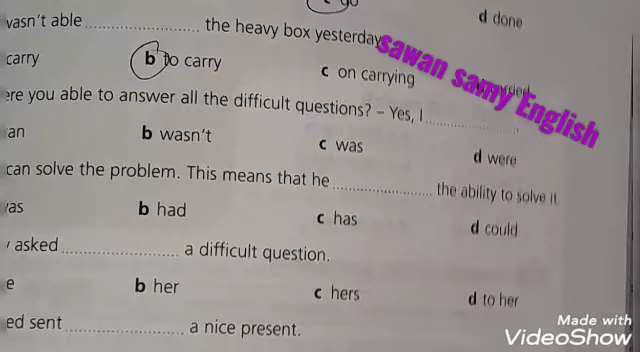 d done
vasn't able ............................ the heavy box yesterday
carry b to carry c on carrying
ere you able to answer all the difficult questions? – Yes, I ........................ .
an b wasn't c was d were
can solve the problem. This means that he ........................ the ability to solve it.
as b had c has d could
asked ............................ a difficult question.
e b her c hers d to her
ed sent ............................ a nice present.
sawan samy English
Made with
VideoShow